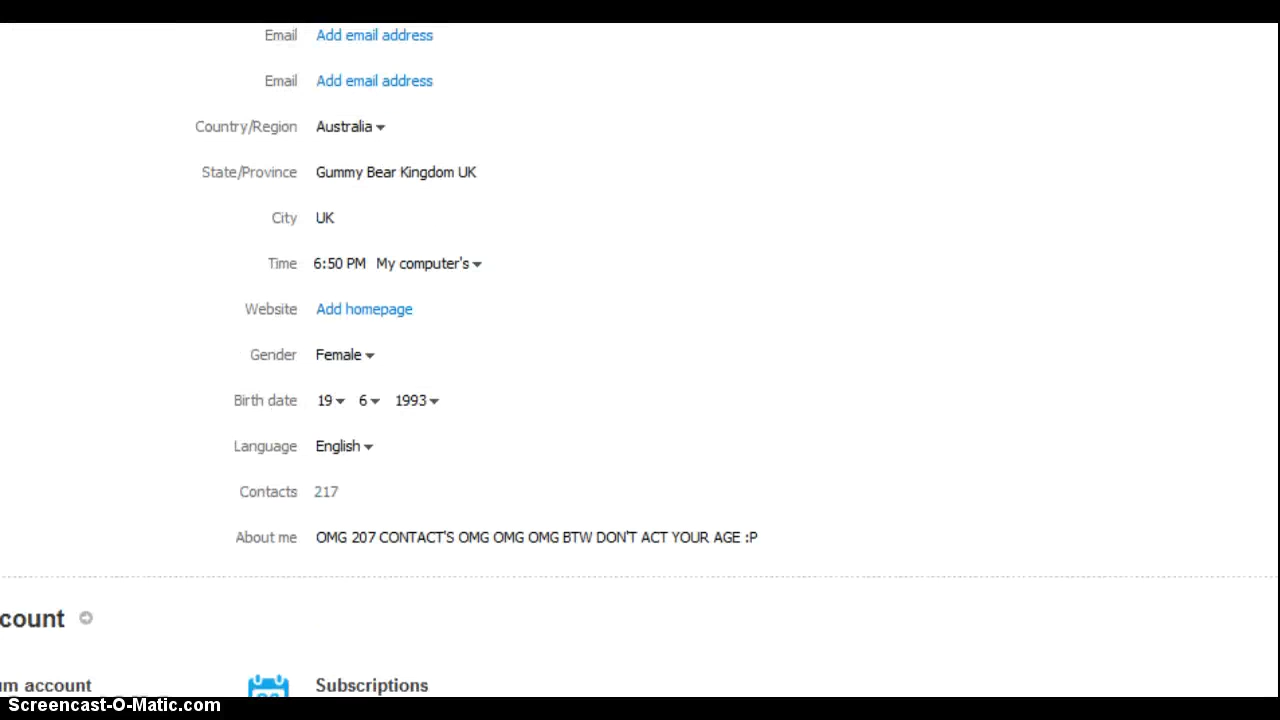 Email Add email address
Email Add email address
Country/Region Australia
State/Province Gummy Bear Kingdom UK
City UK
Time 6:50 PM My computer's
Website Add homepage
Gender Female
Birth date 19 6 1993
Language English
Contacts 217
About me OMG 207 CONTACT'S OMG OMG OMG BTW DON'T ACT YOUR AGE :P
count
um account Subscriptions
Screencast-O-Matic.com